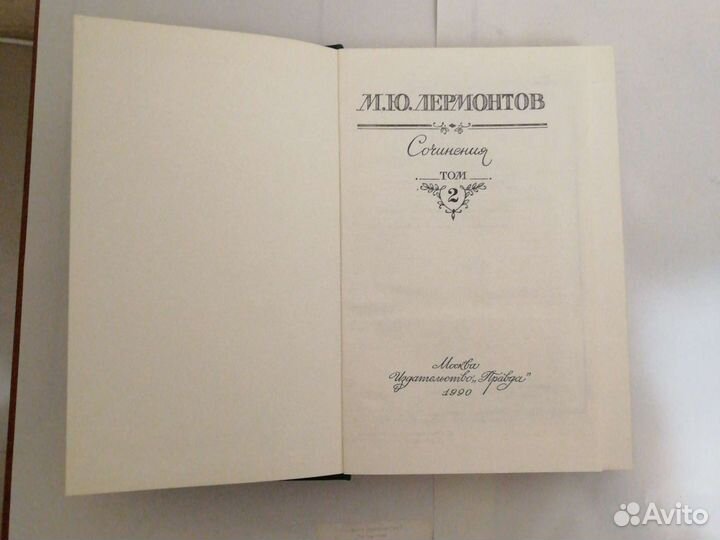 М.Ю. ЛЕРМОНТОВ
Сочинения
ТОМ
2
Москва
Издательство „Правда"
1990
Avito